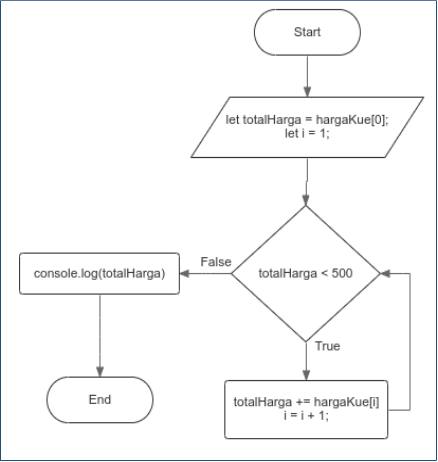 Start
let totalHarga = hargaKue[0];
let i = 1;
totalHarga < 500
False
console.log(totalHarga)
True
End
totalHarga += hargaKue[i]
i = i + 1;